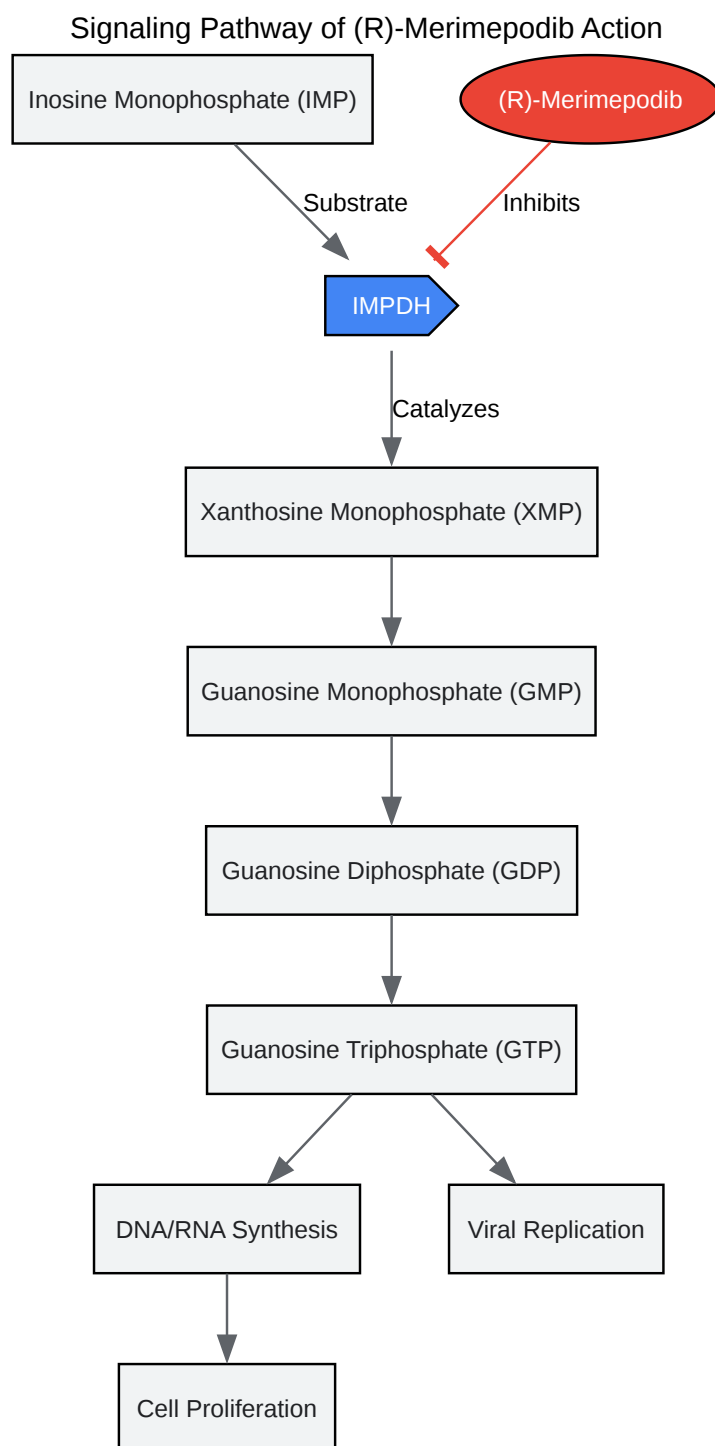 Signaling Pathway of (R)-Merimepodib Action
Inosine Monophosphate (IMP)
(R)-Merimepodib
Substrate
Inhibits
IMPDH
Catalyzes
Xanthosine Monophosphate (XMP)
Guanosine Monophosphate (GMP)
Guanosine Diphosphate (GDP)
Guanosine Triphosphate (GTP)
DNA/RNA Synthesis
Viral Replication
Cell Proliferation